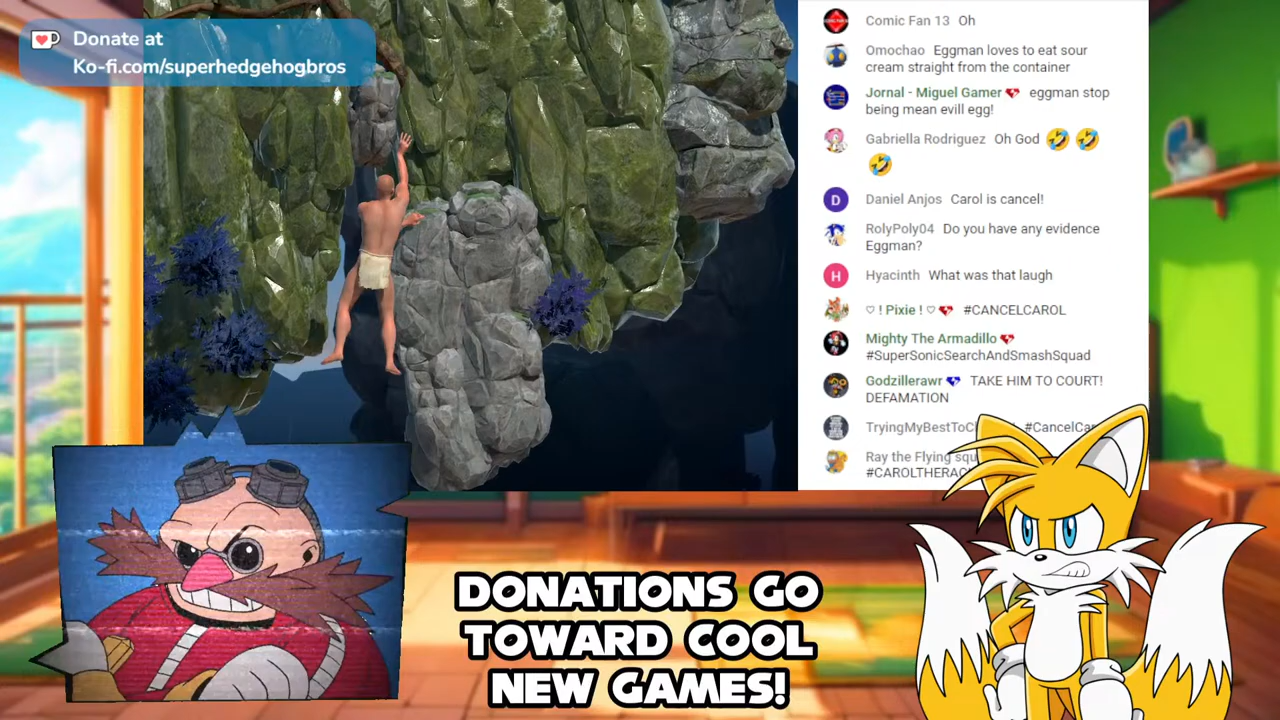 Donate at
Ko-fi.com/superhedgehogbros
Comic Fan 13 Oh
Omochao Eggman loves to eat sour
cream straight from the container
Jornal - Miguel Gamer eggman stop
being mean evill egg!
Gabriella Rodriguez Oh God
Daniel Anjos Carol is cancel!
RolyPoly04 Do you have any evidence
Eggman?
Hyacinth What was that laugh
♡ ! Pixie ! ♡ #CANCELCAROL
Mighty The Armadillo
#SuperSonicSearchAndSmashSquad
Godzillerawr TAKE HIM TO COURT!
DEFAMATION
Ray the Flying
DONATIONS GO
TOWARD COOL
NEW GAMES!